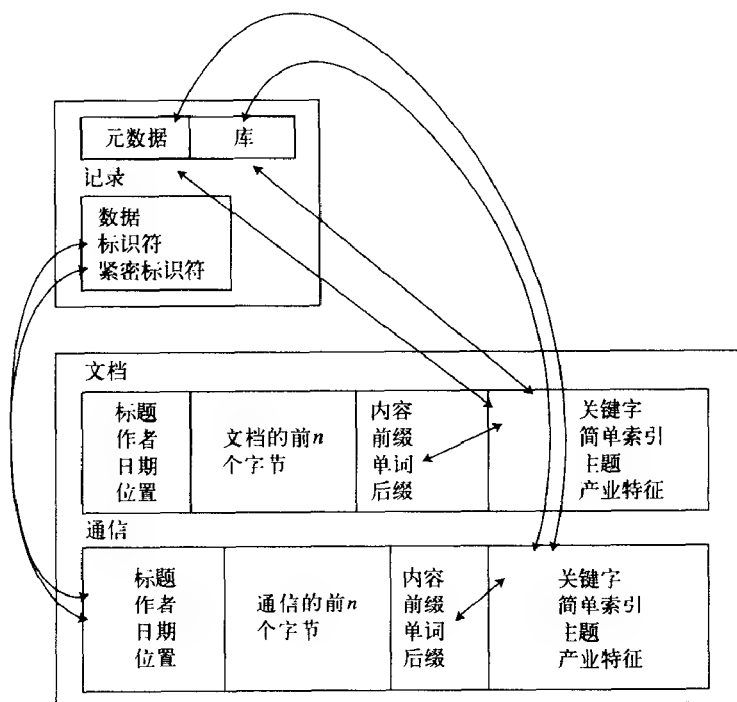 元数据 库
记录
数据
标识符
紧密标识符
文档
标题
作者
日期
位置
文档的前n
个字节
内容
前缀
单词
后缀
关键字
简单索引
主题
产业特征
通信
标题
作者
日期
位置
通信的前n
个字节
内容
前缀
单词
后缀
关键字
简单索引
主题
产业特征